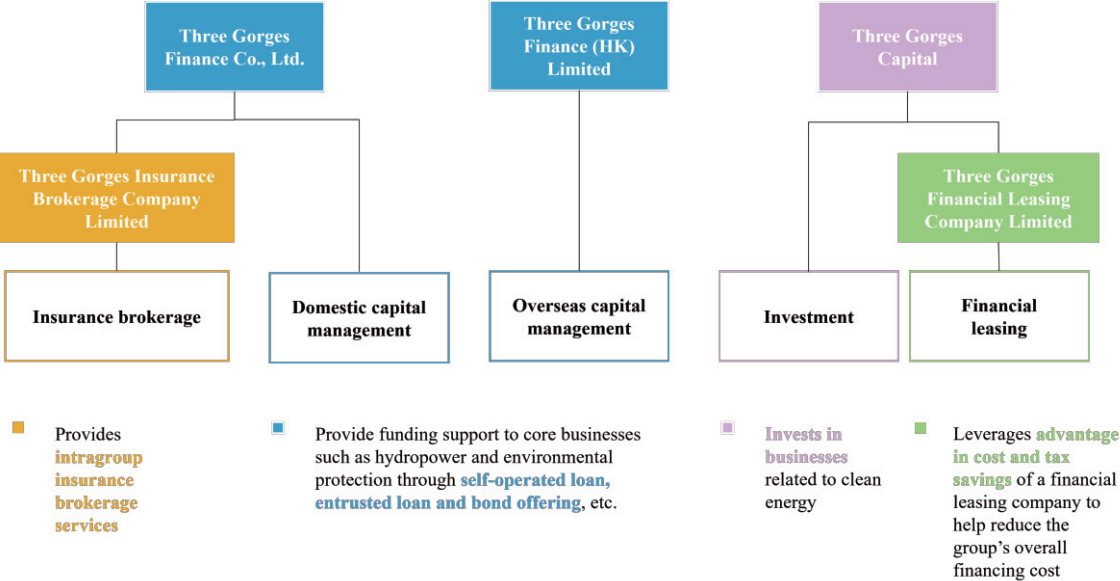 Three Gorges
Finance Co., Ltd.
Three Gorges
Finance (HK)
Limited
Three Gorges
Capital
Three Gorges Insurance
Brokerage Company
Limited
Three Gorges
Financial Leasing
Company Limited
Insurance brokerage
Domestic capital
management
Overseas capital
management
Investment
Financial
leasing
Provides
intragroup
insurance
brokerage
services
Provide funding support to core businesses
such as hydropower and environmental
protection through self-operated loan,
entrusted loan and bond offering, etc.
Invests in
businesses
related to clean
energy
Leverages advantage
in cost and tax
savings of a financial
leasing company to
help reduce the
group’s overall
financing cost